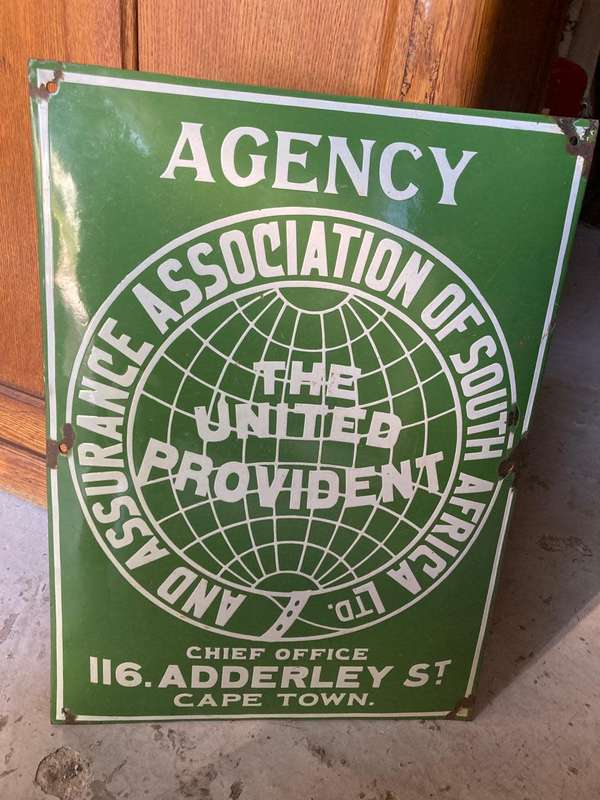 AGENCY
THE
UNITED
PROVIDENT
AND ASSURANCE ASSOCIATION OF SOUTH AFRICA LTD.
CHIEF OFFICE
116. ADDERLEY ST
CAPE TOWN.